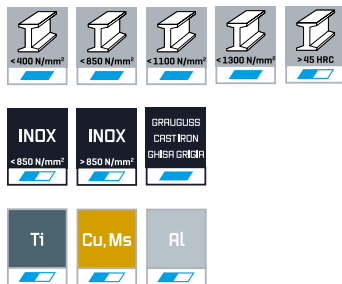 <400 N/mm² <850 N/mm² <1100 N/mm² <1300 N/mm² >45 HRC
INOX INOX GRAUGUSS
CAST IRON
GHISA GRIGIA
<850 N/mm² >850 N/mm²
Ti Cu, Ms Al